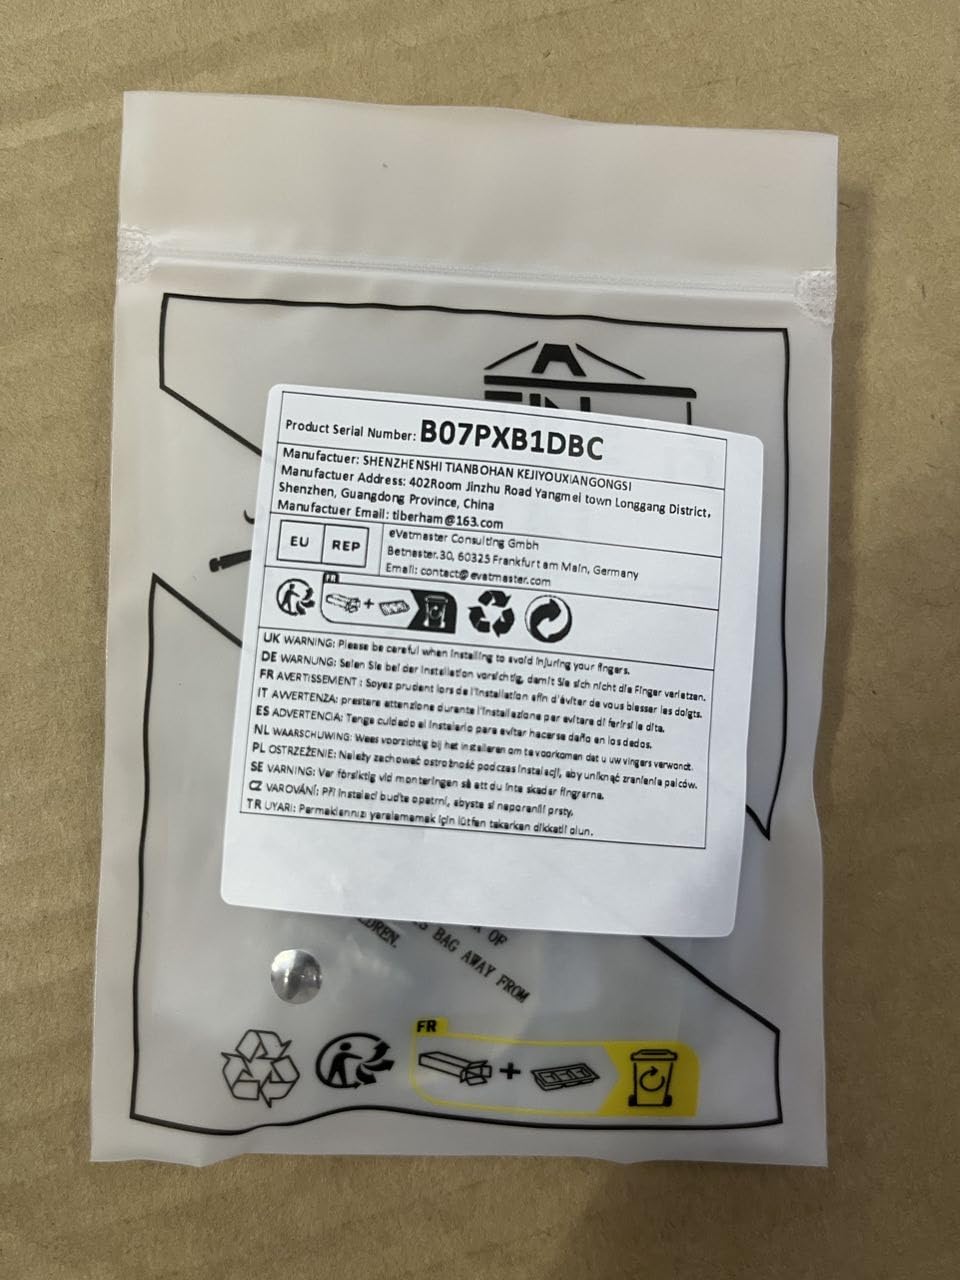 Product Serial Number: B07PXB1DBC
Manufactuer: SHENZHENSHI TIANBOHAN KEJIYOUXIANGONGSI
Manufactuer Address: 402Room Jinzhu Road Yangmei town Longgang District,
Shenzhen, Guangdong Province, China
Manufactuer Email: tiberham@163.com
EU REP
eVatmaster Consulting Gmbh
Betnaster.30, 60325 Frankfurt am Main, Germany
Email: contact@evatmaster.com
FR
UK WARNING: Please be careful when installing to avoid injuring your fingers.
DE WARNUNG: Seien Sie bei der Installation vorsichtig, damit Sie sich nicht die Finger verletzen.
FR AVERTISSEMENT : Soyez prudent lors de l'installation afin d'éviter de vous blesser les doigts.
IT AVVERTENZA: prestare attenzione durante l'installazione per evitare di ferirsi le dita.
ES ADVERTENCIA: Tenga cuidado al instalarlo para evitar hacerse daño en los dedos.
NL WAARSCHUWING: Wees voorzichtig bij het installeren om te voorkomen dat u uw vingers verwondt.
PL OSTRZEŻENIE: Należy zachować ostrożność podczas instalacji, aby uniknąć zranienia palców.
SE VARNING: Var försiktig vid monteringen så att du inte skadar fingrarna.
CZ VAROVÁNÍ: Při instalaci buďte opatrní, abyste si neporanili prsty.
TR UYARI: Parmaklarınızı yaralamamak için lütfen takarken dikkatli olun.
OF
BAG AWAY FROM
FR